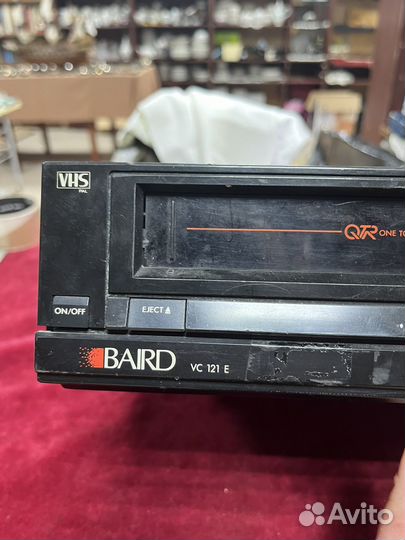 VHS
PAL
QTR ONE TO
ON/OFF
EJECT
BAIRD VC 121 E
Avito